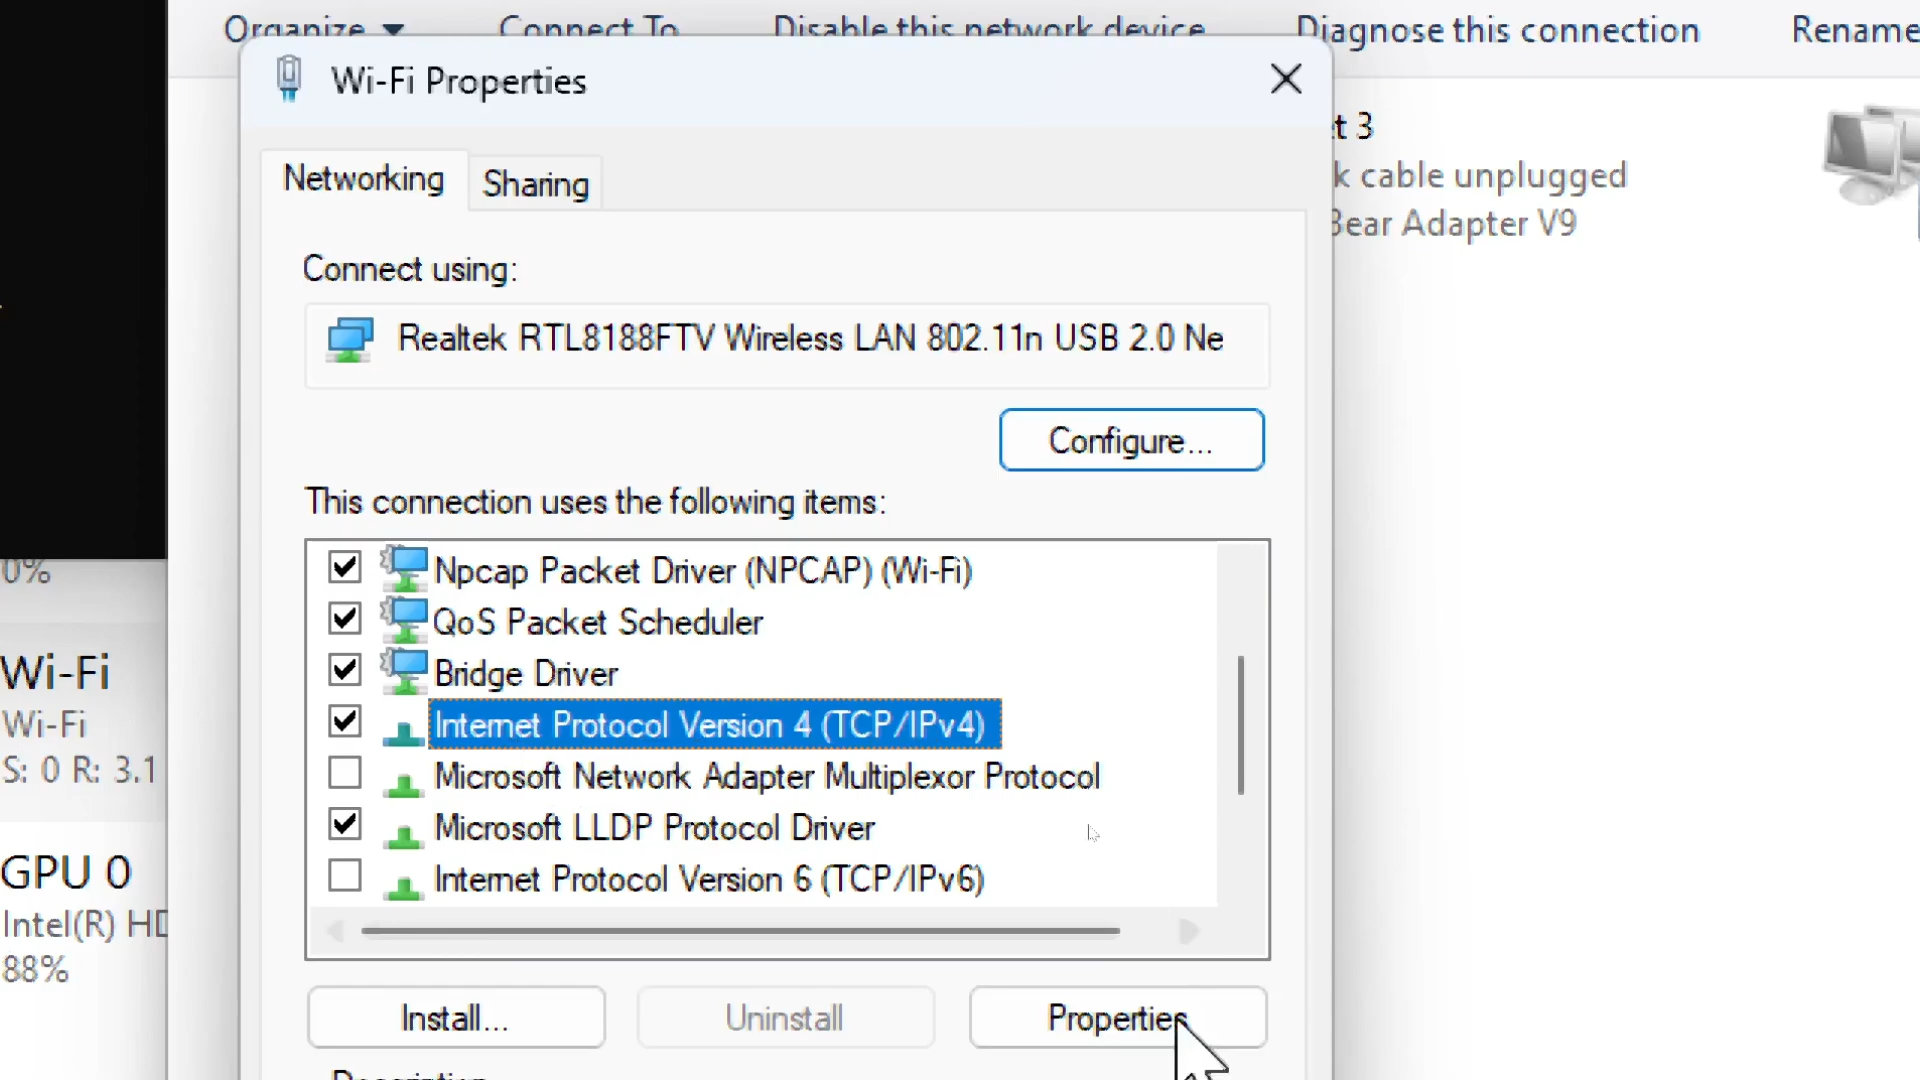 Organize
Connect To
Disable this network device
Diagnose this connection
Rename
Wi-Fi Properties
t 3
k cable unplugged
Bear Adapter V9
Networking
Sharing
Connect using:
Realtek RTL8188FTV Wireless LAN 802.11n USB 2.0 Ne
Configure...
This connection uses the following items:
Npcap Packet Driver (NPCAP) (Wi-Fi)
QoS Packet Scheduler
Bridge Driver
Internet Protocol Version 4 (TCP/IPv4)
Microsoft Network Adapter Multiplexor Protocol
Microsoft LLDP Protocol Driver
Internet Protocol Version 6 (TCP/IPv6)
Install...
Uninstall
Properties
Description
0%
Wi-Fi
Wi-Fi
S: 0 R: 3.1
GPU 0
Intel(R) HD
88%